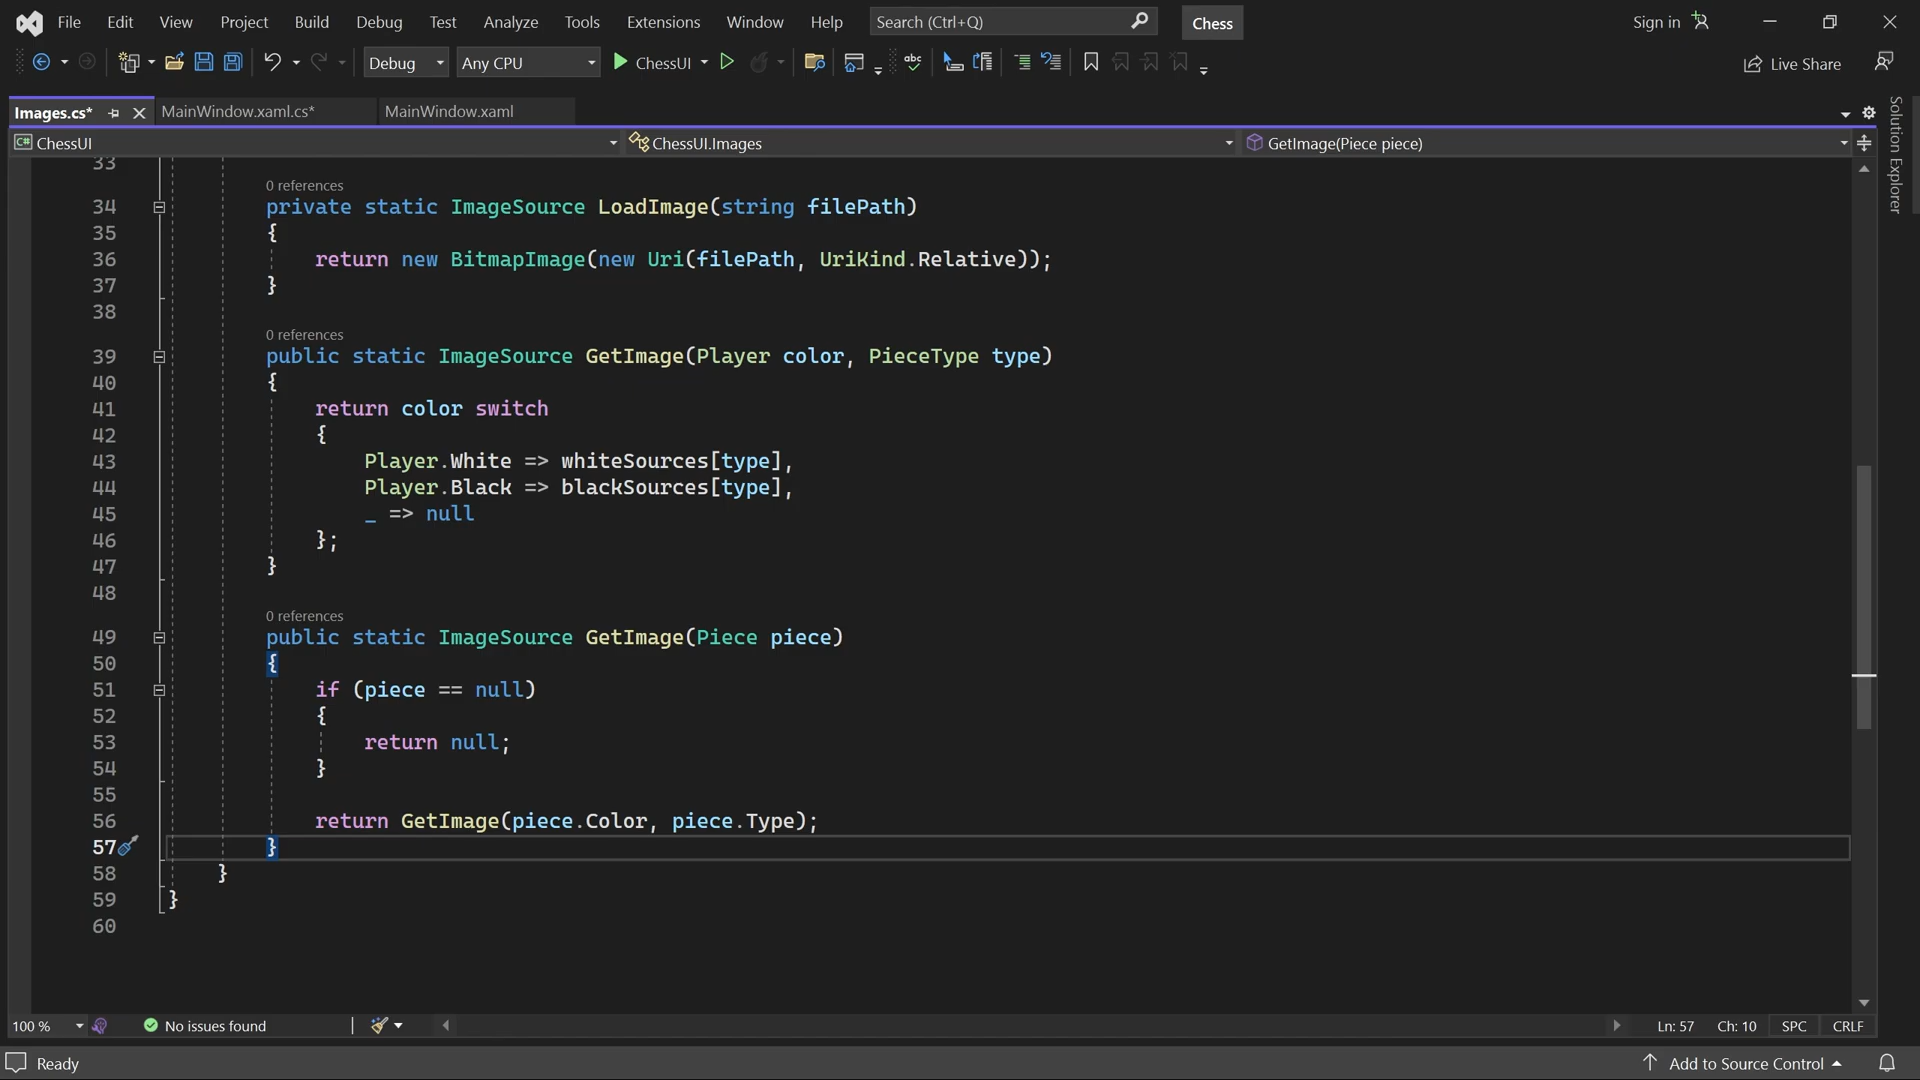 File Edit View Project Build Debug Test Analyze Tools Extensions Window Help Search (Ctrl+Q) Chess Sign in
Debug Any CPU ChessUI Live Share
Images.cs* MainWindow.xaml.cs* MainWindow.xaml
ChessUI ChessUI.Images GetImage(Piece piece)
Solution Explorer
33
0 references
34 private static ImageSource LoadImage(string filePath)
35 {
36 return new BitmapImage(new Uri(filePath, UriKind.Relative));
37 }
38
0 references
39 public static ImageSource GetImage(Player color, PieceType type)
40 {
41 return color switch
42 {
43 Player.White => whiteSources[type],
44 Player.Black => blackSources[type],
45 _ => null
46 };
47 }
48
0 references
49 public static ImageSource GetImage(Piece piece)
50 {
51 if (piece == null)
52 {
53 return null;
54 }
55
56 return GetImage(piece.Color, piece.Type);
57 }
58 }
59 }
60
100 % No issues found Ln: 57 Ch: 10 SPC CRLF
Ready Add to Source Control